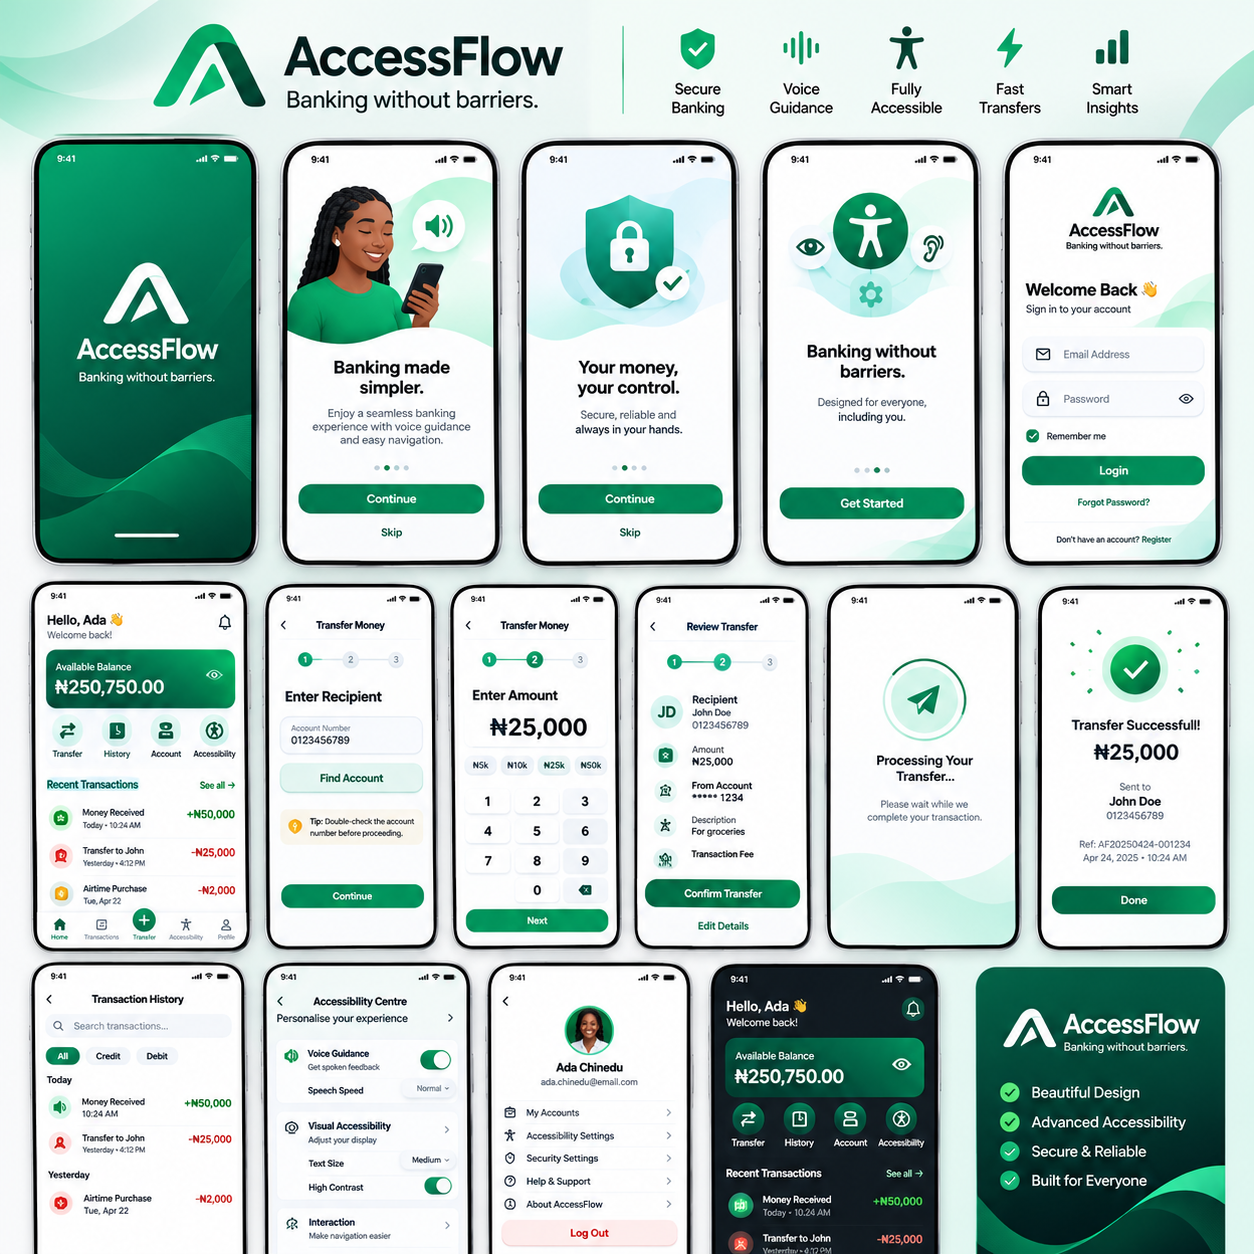 AccessFlow
Banking without barriers.
Secure
Banking
Voice
Guidance
Fully
Accessible
Fast
Transfers
Smart
Insights
9:41
AccessFlow
Banking without barriers.
9:41
Banking made
simpler.
Enjoy a seamless banking
experience with voice guidance
and easy navigation.
Continue
Skip
9:41
Your money,
your control.
Secure, reliable and
always in your hands.
Continue
Skip
9:41
Banking without
barriers.
Designed for everyone,
including you.
Get Started
9:41
AccessFlow
Banking without barriers.
Welcome Back 👋
Sign in to your account
Email Address
Password
Remember me
Login
Forgot Password?
Don't have an account? Register
9:41
Hello, Ada 👋
Welcome back!
Available Balance
₦250,750.00
Transfer
History
Account
Accessibility
Recent Transactions
See all →
Money Received
Today • 10:24 AM
+₦50,000
Transfer to John
Yesterday • 4:12 PM
-₦25,000
Airtime Purchase
Tue, Apr 22
-₦2,000
Home
Transactions
Transfer
Accessibility
Profile
9:41
Transfer Money
1
2
3
Enter Recipient
Account Number
0123456789
Find Account
Tip: Double-check the account
number before proceeding.
Continue
9:41
Transfer Money
1
2
3
Enter Amount
₦25,000
₦5k
₦10k
₦25k
₦50k
1 2 3
4 5 6
7 8 9
0
Next
9:41
Review Transfer
1
2
3
JD
Recipient
John Doe
0123456789
Amount
₦25,000
From Account
***** 1234
Description
For groceries
Transaction Fee
Confirm Transfer
Edit Details
9:41
Processing Your
Transfer...
Please wait while we
complete your transaction.
9:41
Transfer Successfull!
₦25,000
Sent to
John Doe
0123456789
Ref: AF20250424-001234
Apr 24, 2025 • 10:24 AM
Done
9:41
Transaction History
Search transactions...
All
Credit
Debit
Today
Money Received
10:24 AM
+₦50,000
Transfer to John
Yesterday • 4:12 PM
-₦25,000
Yesterday
Airtime Purchase
Tue, Apr 22
-₦2,000
9:41
Accessibility Centre
Personalise your experience
Voice Guidance
Get spoken feedback
Speech Speed
Normal
Visual Accessibility
Adjust your display
Text Size
Medium
High Contrast
Interaction
Make navigation easier
9:41
Ada Chinedu
ada.chinedu@email.com
My Accounts
Accessibility Settings
Security Settings
Help & Support
About AccessFlow
Log Out
9:41
Hello, Ada 👋
Welcome back!
Available Balance
₦250,750.00
Transfer
History
Account
Accessibility
Recent Transactions
See all →
Money Received
Today • 10.24 AM
+₦50,000
Transfer to John
Yesterday • 4:12 PM
-₦25,000
AccessFlow
Banking without barriers.
Beautiful Design
Advanced Accessibility
Secure & Reliable
Built for Everyone